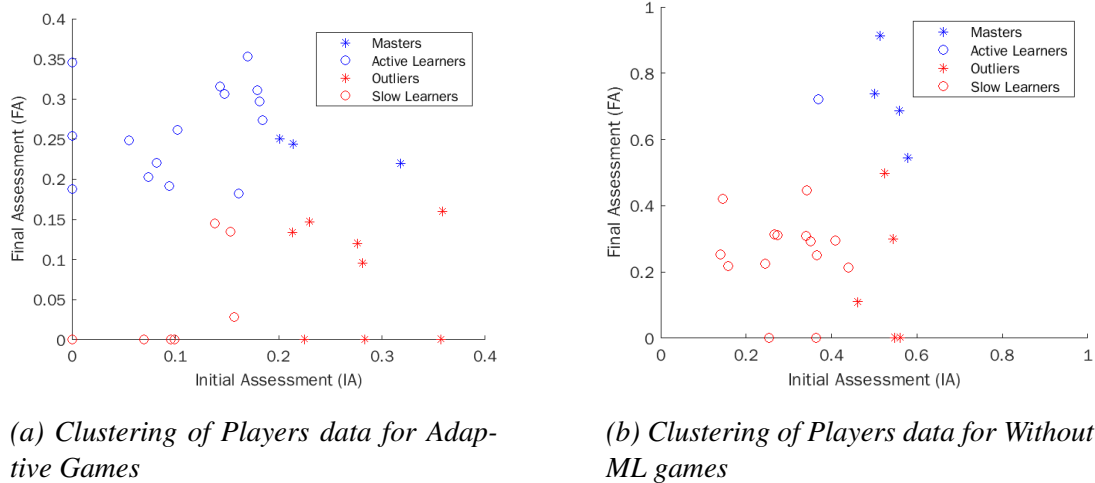 0.4
0.35
0.3
0.25
0.2
0.15
0.1
0.05
0
Final Assessment (FA)
0
0.1
0.2
0.3
0.4
Initial Assessment (IA)
Masters
Active Learners
Outliers
Slow Learners
(a) Clustering of Players data for Adap-
tive Games
1
0.8
0.6
0.4
0.2
0
Final Assessment (FA)
0
0.2
0.4
0.6
0.8
1
Initial Assessment (IA)
Masters
Active Learners
Outliers
Slow Learners
(b) Clustering of Players data for Without
ML games